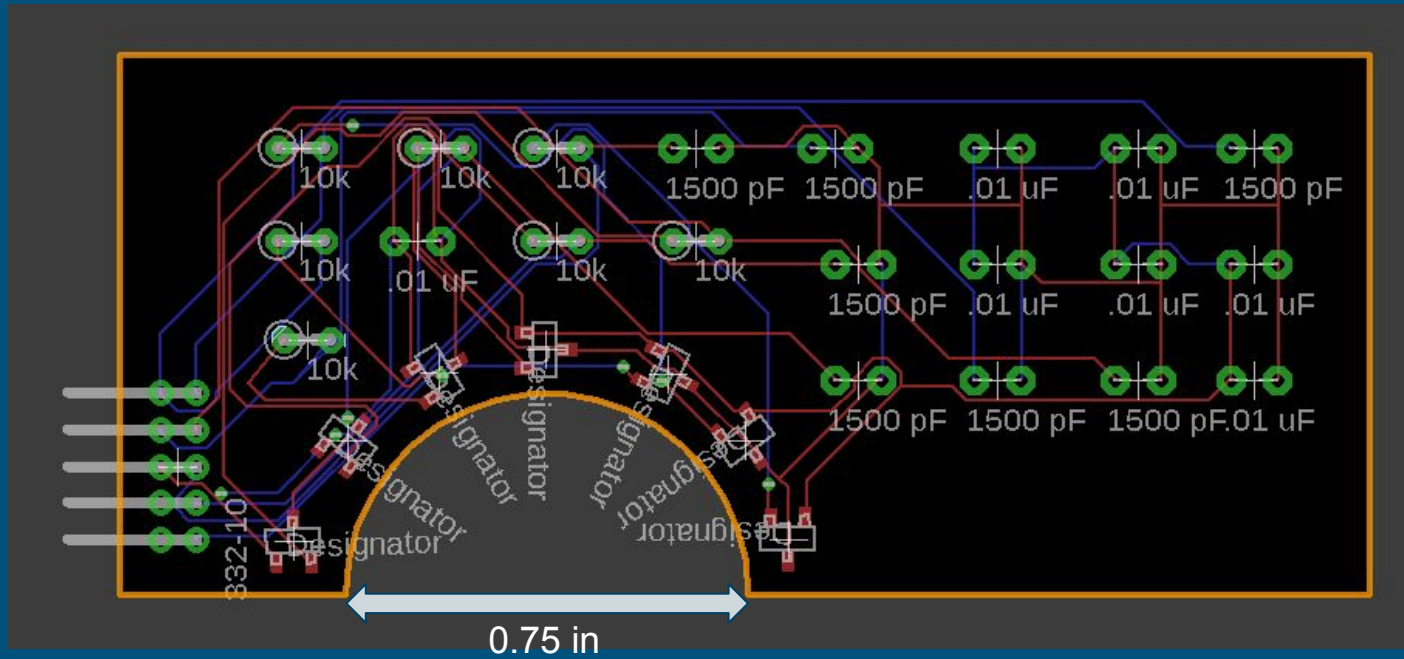 10k 10k 10k 1500 pF 1500 pF .01 uF .01 uF 1500 pF
10k .01 uF 10k 10k 1500 pF .01 uF .01 uF .01 uF
10k
1500 pF 1500 pF 1500 pF .01 uF
Designator
Designator
Designator
Designator
Designator
Designator
Designator
332-10
0.75 in